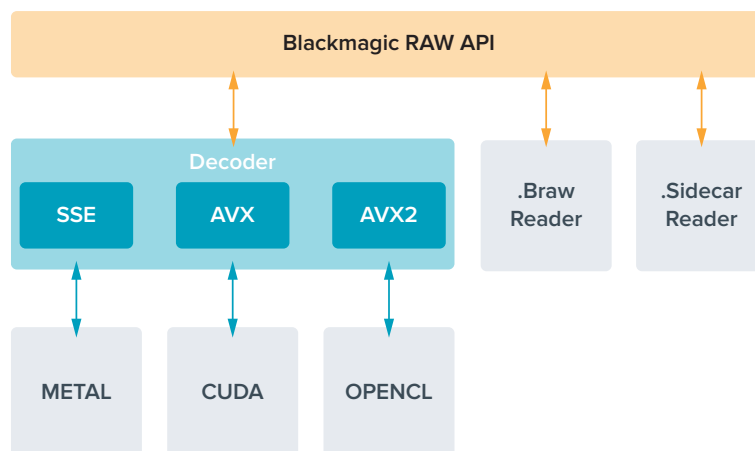 Blackmagic RAW API
Decoder
SSE
AVX
AVX2
.Braw
Reader
.Sidecar
Reader
METAL
CUDA
OPENCL